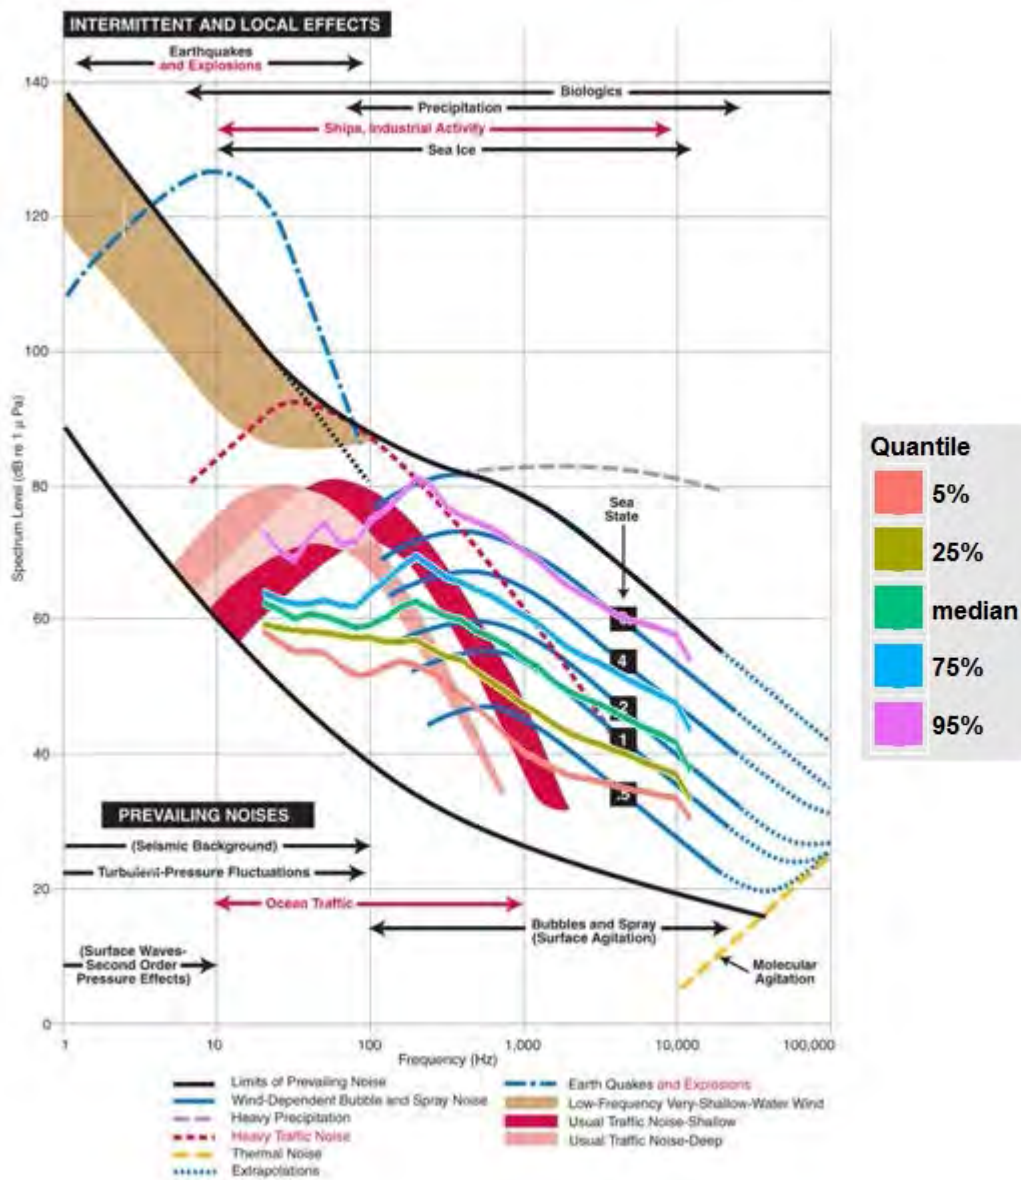 INTERMITTENT AND LOCAL EFFECTS
Earthquakes
and Explosions
Biologics
Precipitation
Ships, Industrial Activity
Sea Ice
140
120
100
80
60
40
20
0
Spectrum Level (dB re 1 µ Pa)
Sea
State
4
2
1
.5
Quantile
5%
25%
median
75%
95%
PREVAILING NOISES
(Seismic Background)
Turbulent-Pressure Fluctuations
Ocean Traffic
Bubbles and Spray
(Surface Agitation)
(Surface Waves-
Second Order
Pressure Effects)
Molecular
Agitation
1
10
100
1,000
10,000
100,000
Frequency (Hz)
Limits of Prevailing Noise
Wind-Dependent Bubble and Spray Noise
Heavy Precipitation
Heavy Traffic Noise
Thermal Noise
Extrapolations
Earth Quakes and Explosions
Low-Frequency Very-Shallow-Water Wind
Usual Traffic Noise-Shallow
Usual Traffic Noise-Deep